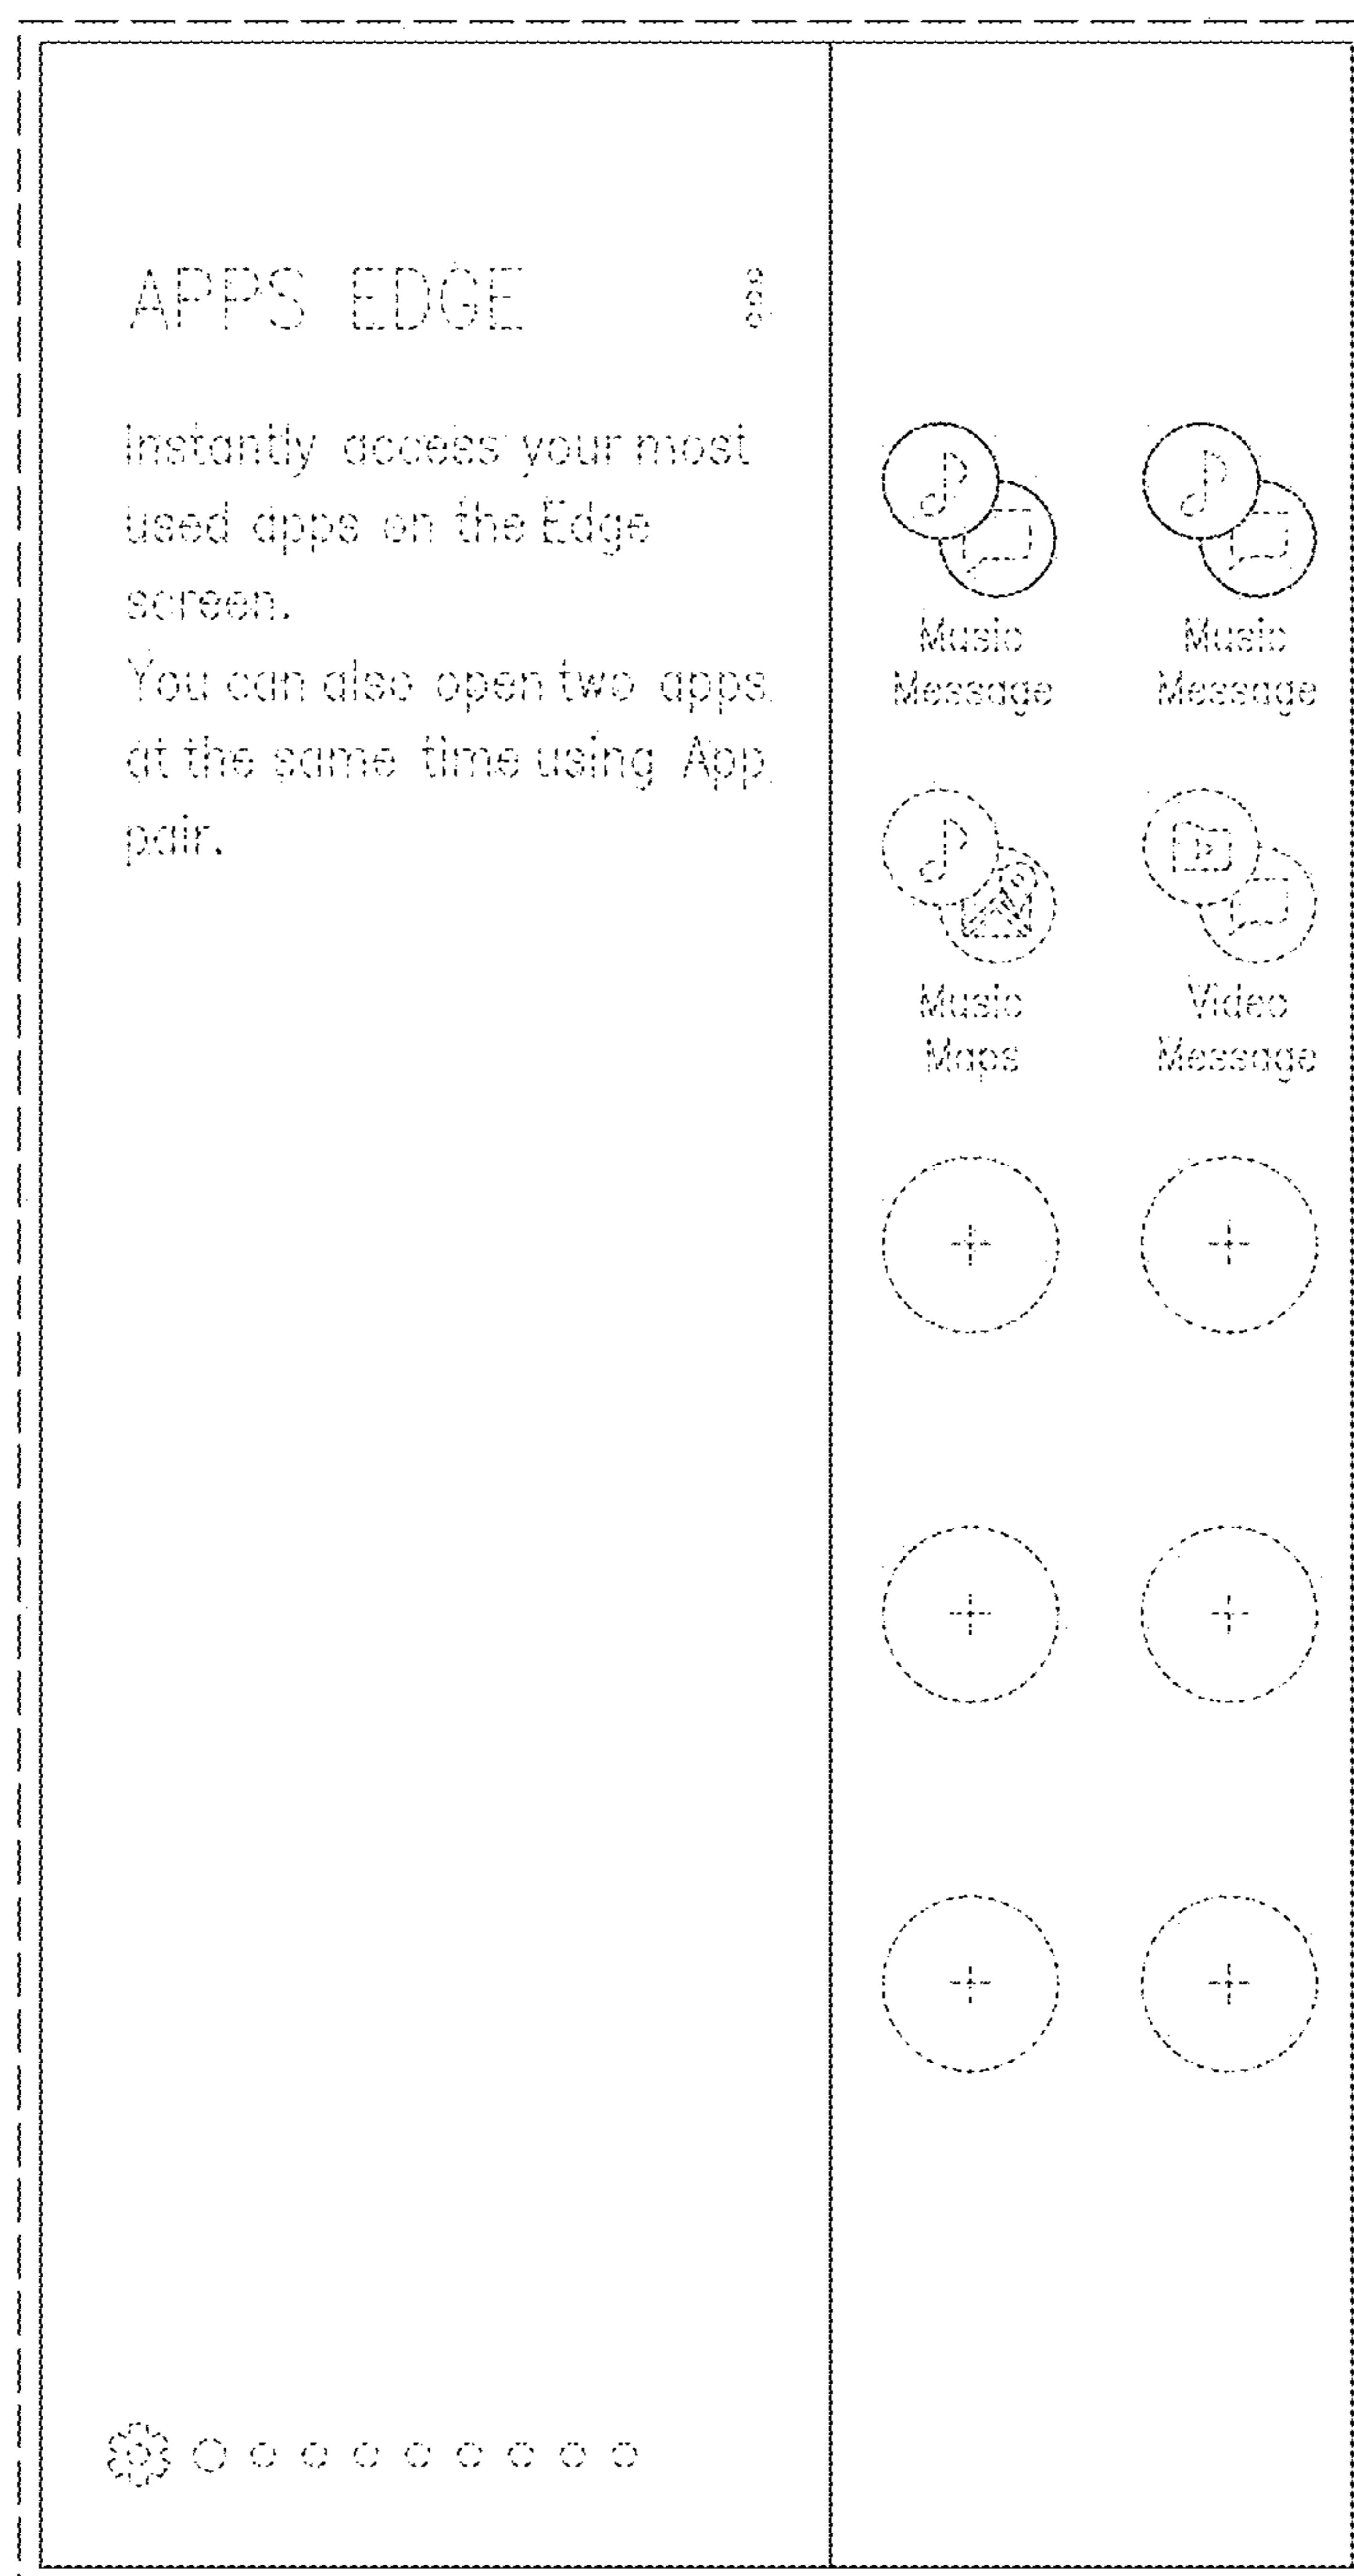 APPS EDGE
Instantly access your most
used apps on the Edge
screen.
You can also open two apps
at the same time using App
pair.
Music
Message
Music
Message
Music
Maps
Video
Message